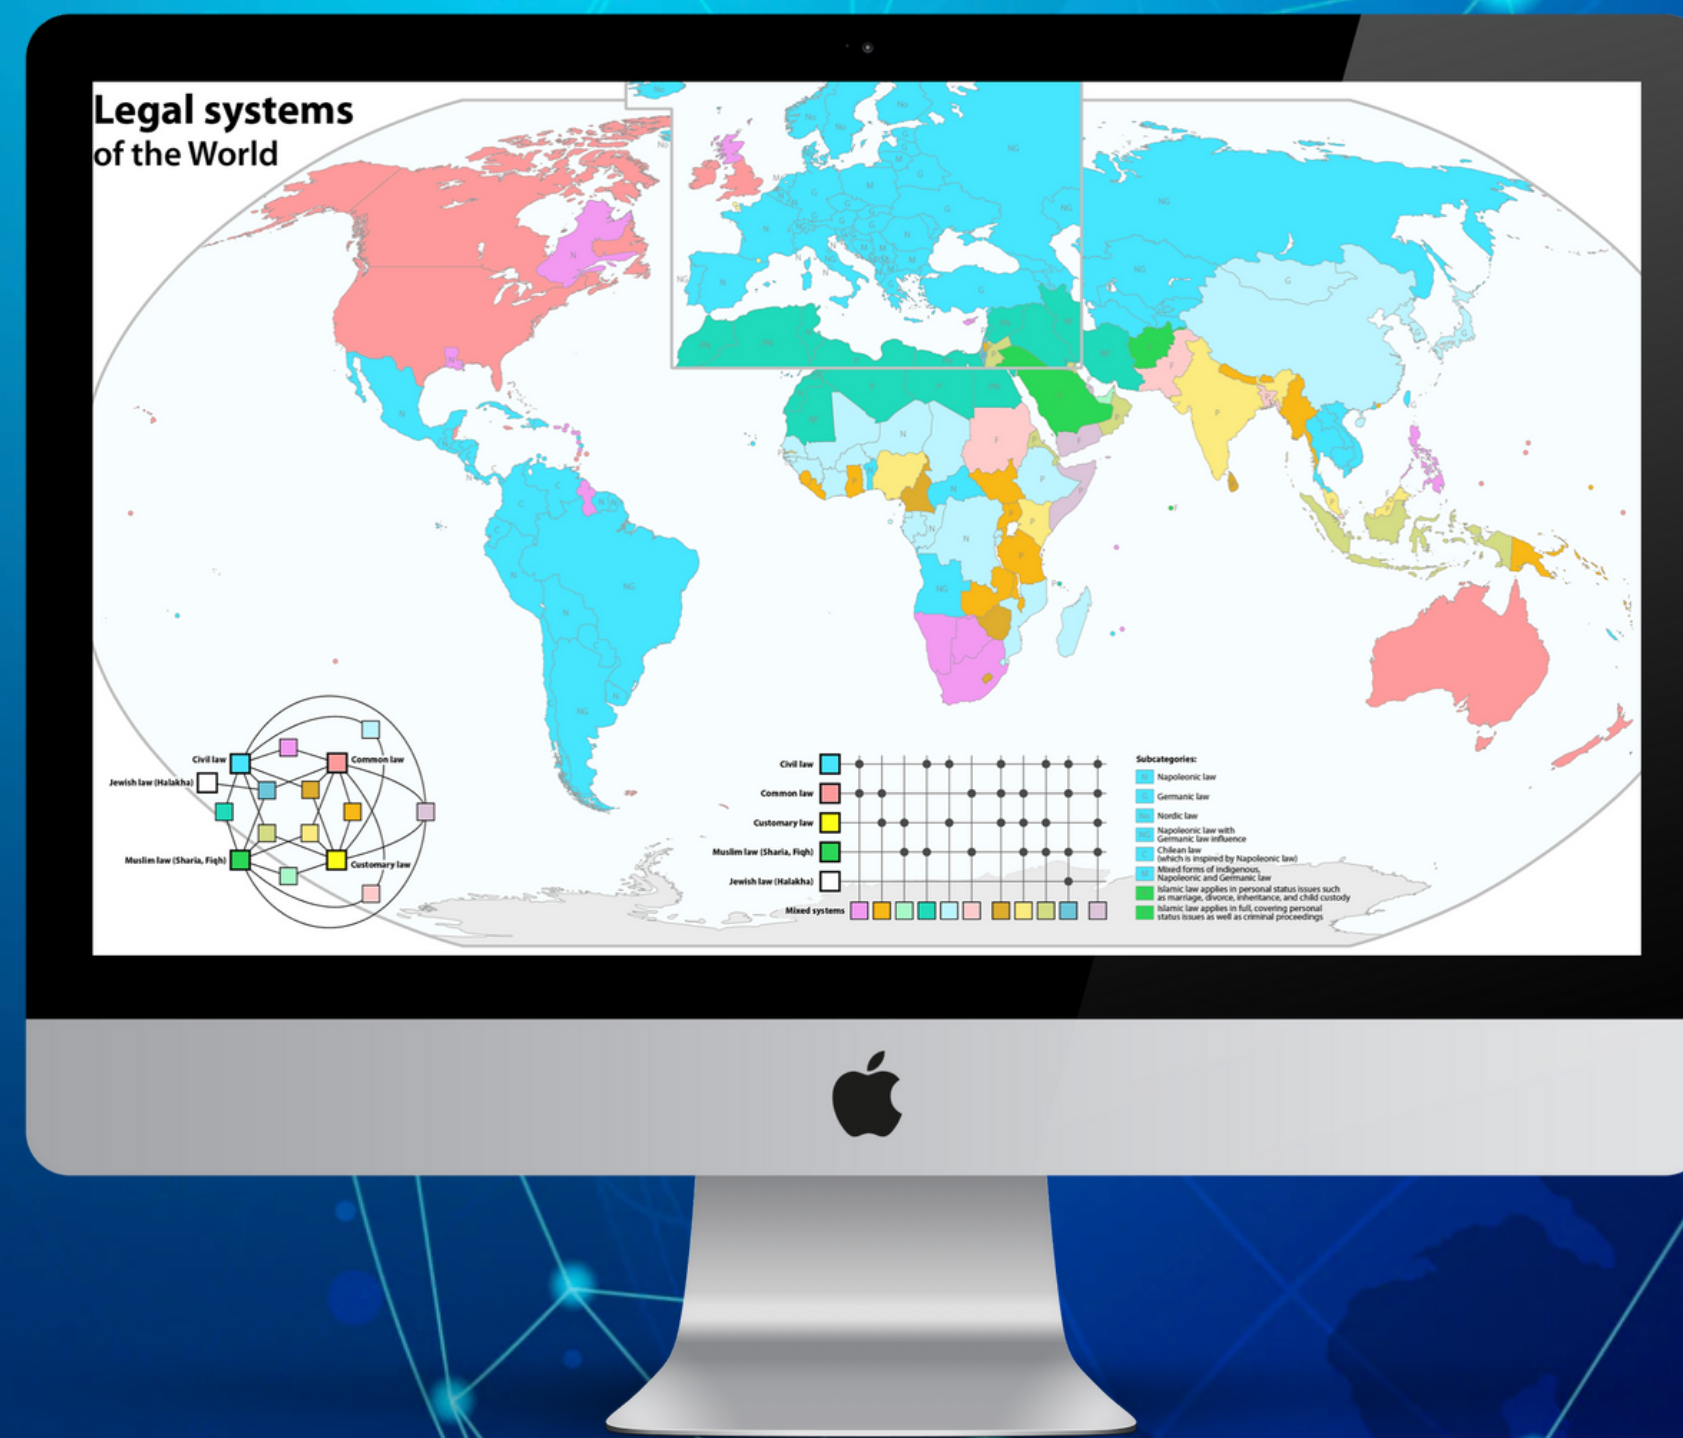 Legal systems
of the World
Civil law
Common law
Jewish law (Halakha)
Muslim law (Sharia, Fiqh)
Customary law
Civil law
Common law
Customary law
Muslim law (Sharia, Fiqh)
Jewish law (Halakha)
Mixed systems
Subcategories:
N Napoleonic law
G Germanic law
No Nordic law
NG Napoleonic law with
Germanic law influence
C Chilean law
(which is inspired by Napoleonic law)
M Mixed forms of indigenous,
Napoleonic and Germanic law
Islamic law applies in personal status issues such
as marriage, divorce, inheritance, and child custody
Islamic law applies in full, covering personal
status issues as well as criminal proceedings